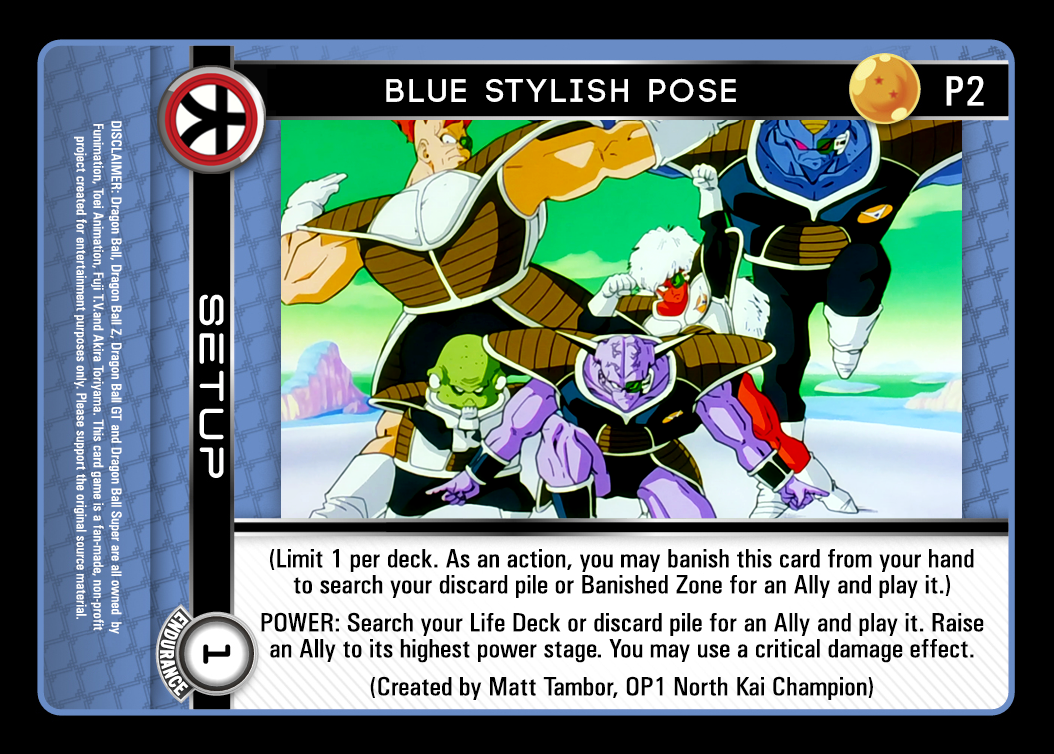 BLUE STYLISH POSE
P2
SETUP
(Limit 1 per deck. As an action, you may banish this card from your hand
to search your discard pile or Banished Zone for an Ally and play it.)
POWER: Search your Life Deck or discard pile for an Ally and play it. Raise
an Ally to its highest power stage. You may use a critical damage effect.
(Created by Matt Tambor, OP1 North Kai Champion)
ENDURANCE
1
DISCLAIMER: Dragon Ball, Dragon Ball Z, Dragon Ball GT and Dragon Ball Super are all owned by
Funimation, Toei Animation, Fuji T.V.and Akira Toriyama. This card game is a fan-made, non-profit
project created for entertainment purposes only. Please support the original source material.